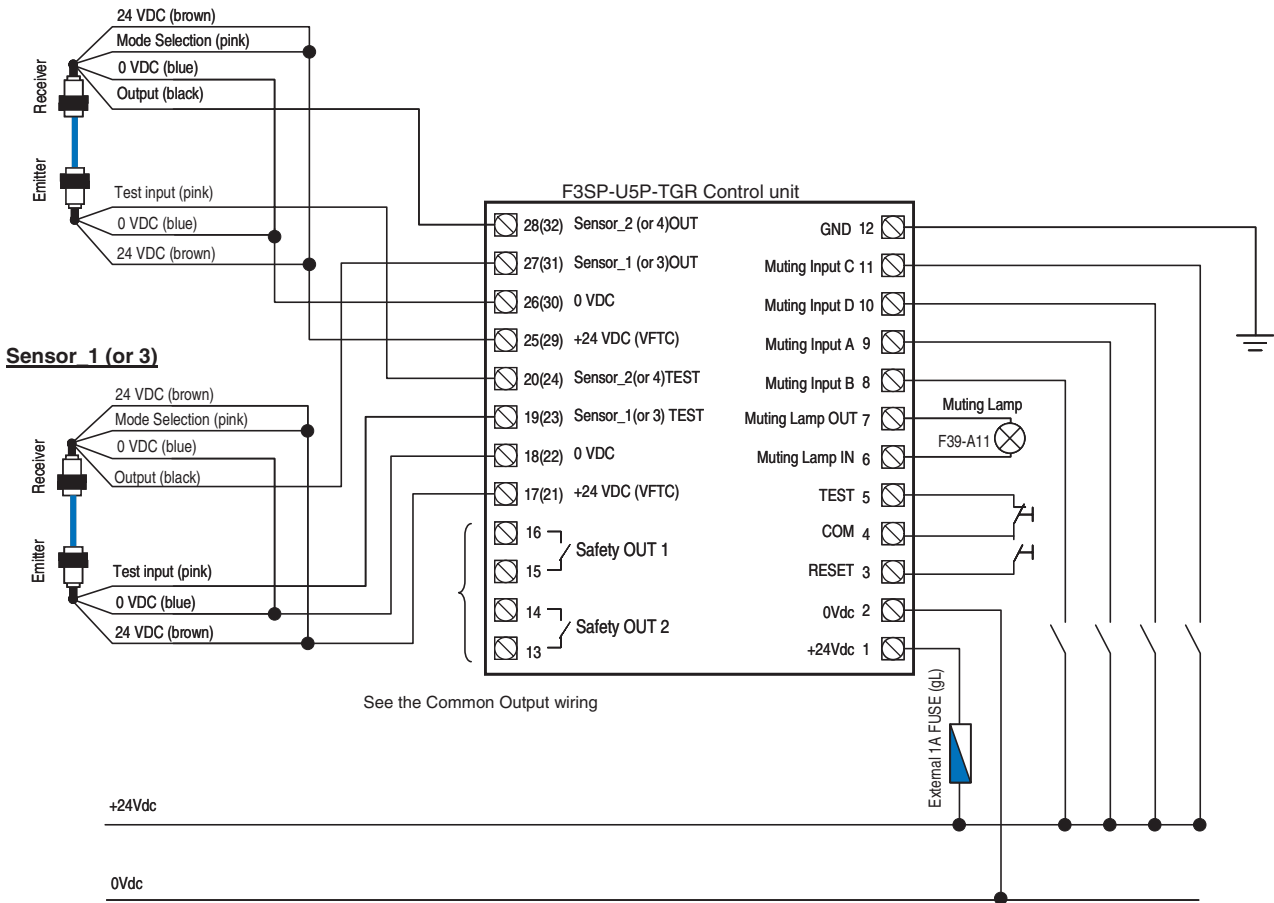 24 VDC (brown)
Mode Selection (pink)
0 VDC (blue)
Output (black)
Receiver
Emitter
Test input (pink)
0 VDC (blue)
24 VDC (brown)
Sensor_1 (or 3)
24 VDC (brown)
Mode Selection (pink)
0 VDC (blue)
Output (black)
Receiver
Emitter
Test input (pink)
0 VDC (blue)
24 VDC (brown)
F3SP-U5P-TGR Control unit
28(32) Sensor_2 (or 4)OUT
27(31) Sensor_1 (or 3)OUT
26(30) 0 VDC
25(29) +24 VDC (VFTC)
20(24) Sensor_2(or 4)TEST
19(23) Sensor_1(or 3) TEST
18(22) 0 VDC
17(21) +24 VDC (VFTC)
16
Safety OUT 1
15
14
Safety OUT 2
13
GND 12
Muting Input C 11
Muting Input D 10
Muting Input A 9
Muting Input B 8
Muting Lamp OUT 7
Muting Lamp IN 6
TEST 5
COM 4
RESET 3
0Vdc 2
+24Vdc 1
Muting Lamp
F39-A11
See the Common Output wiring
External 1A FUSE (gL)
+24Vdc
0Vdc